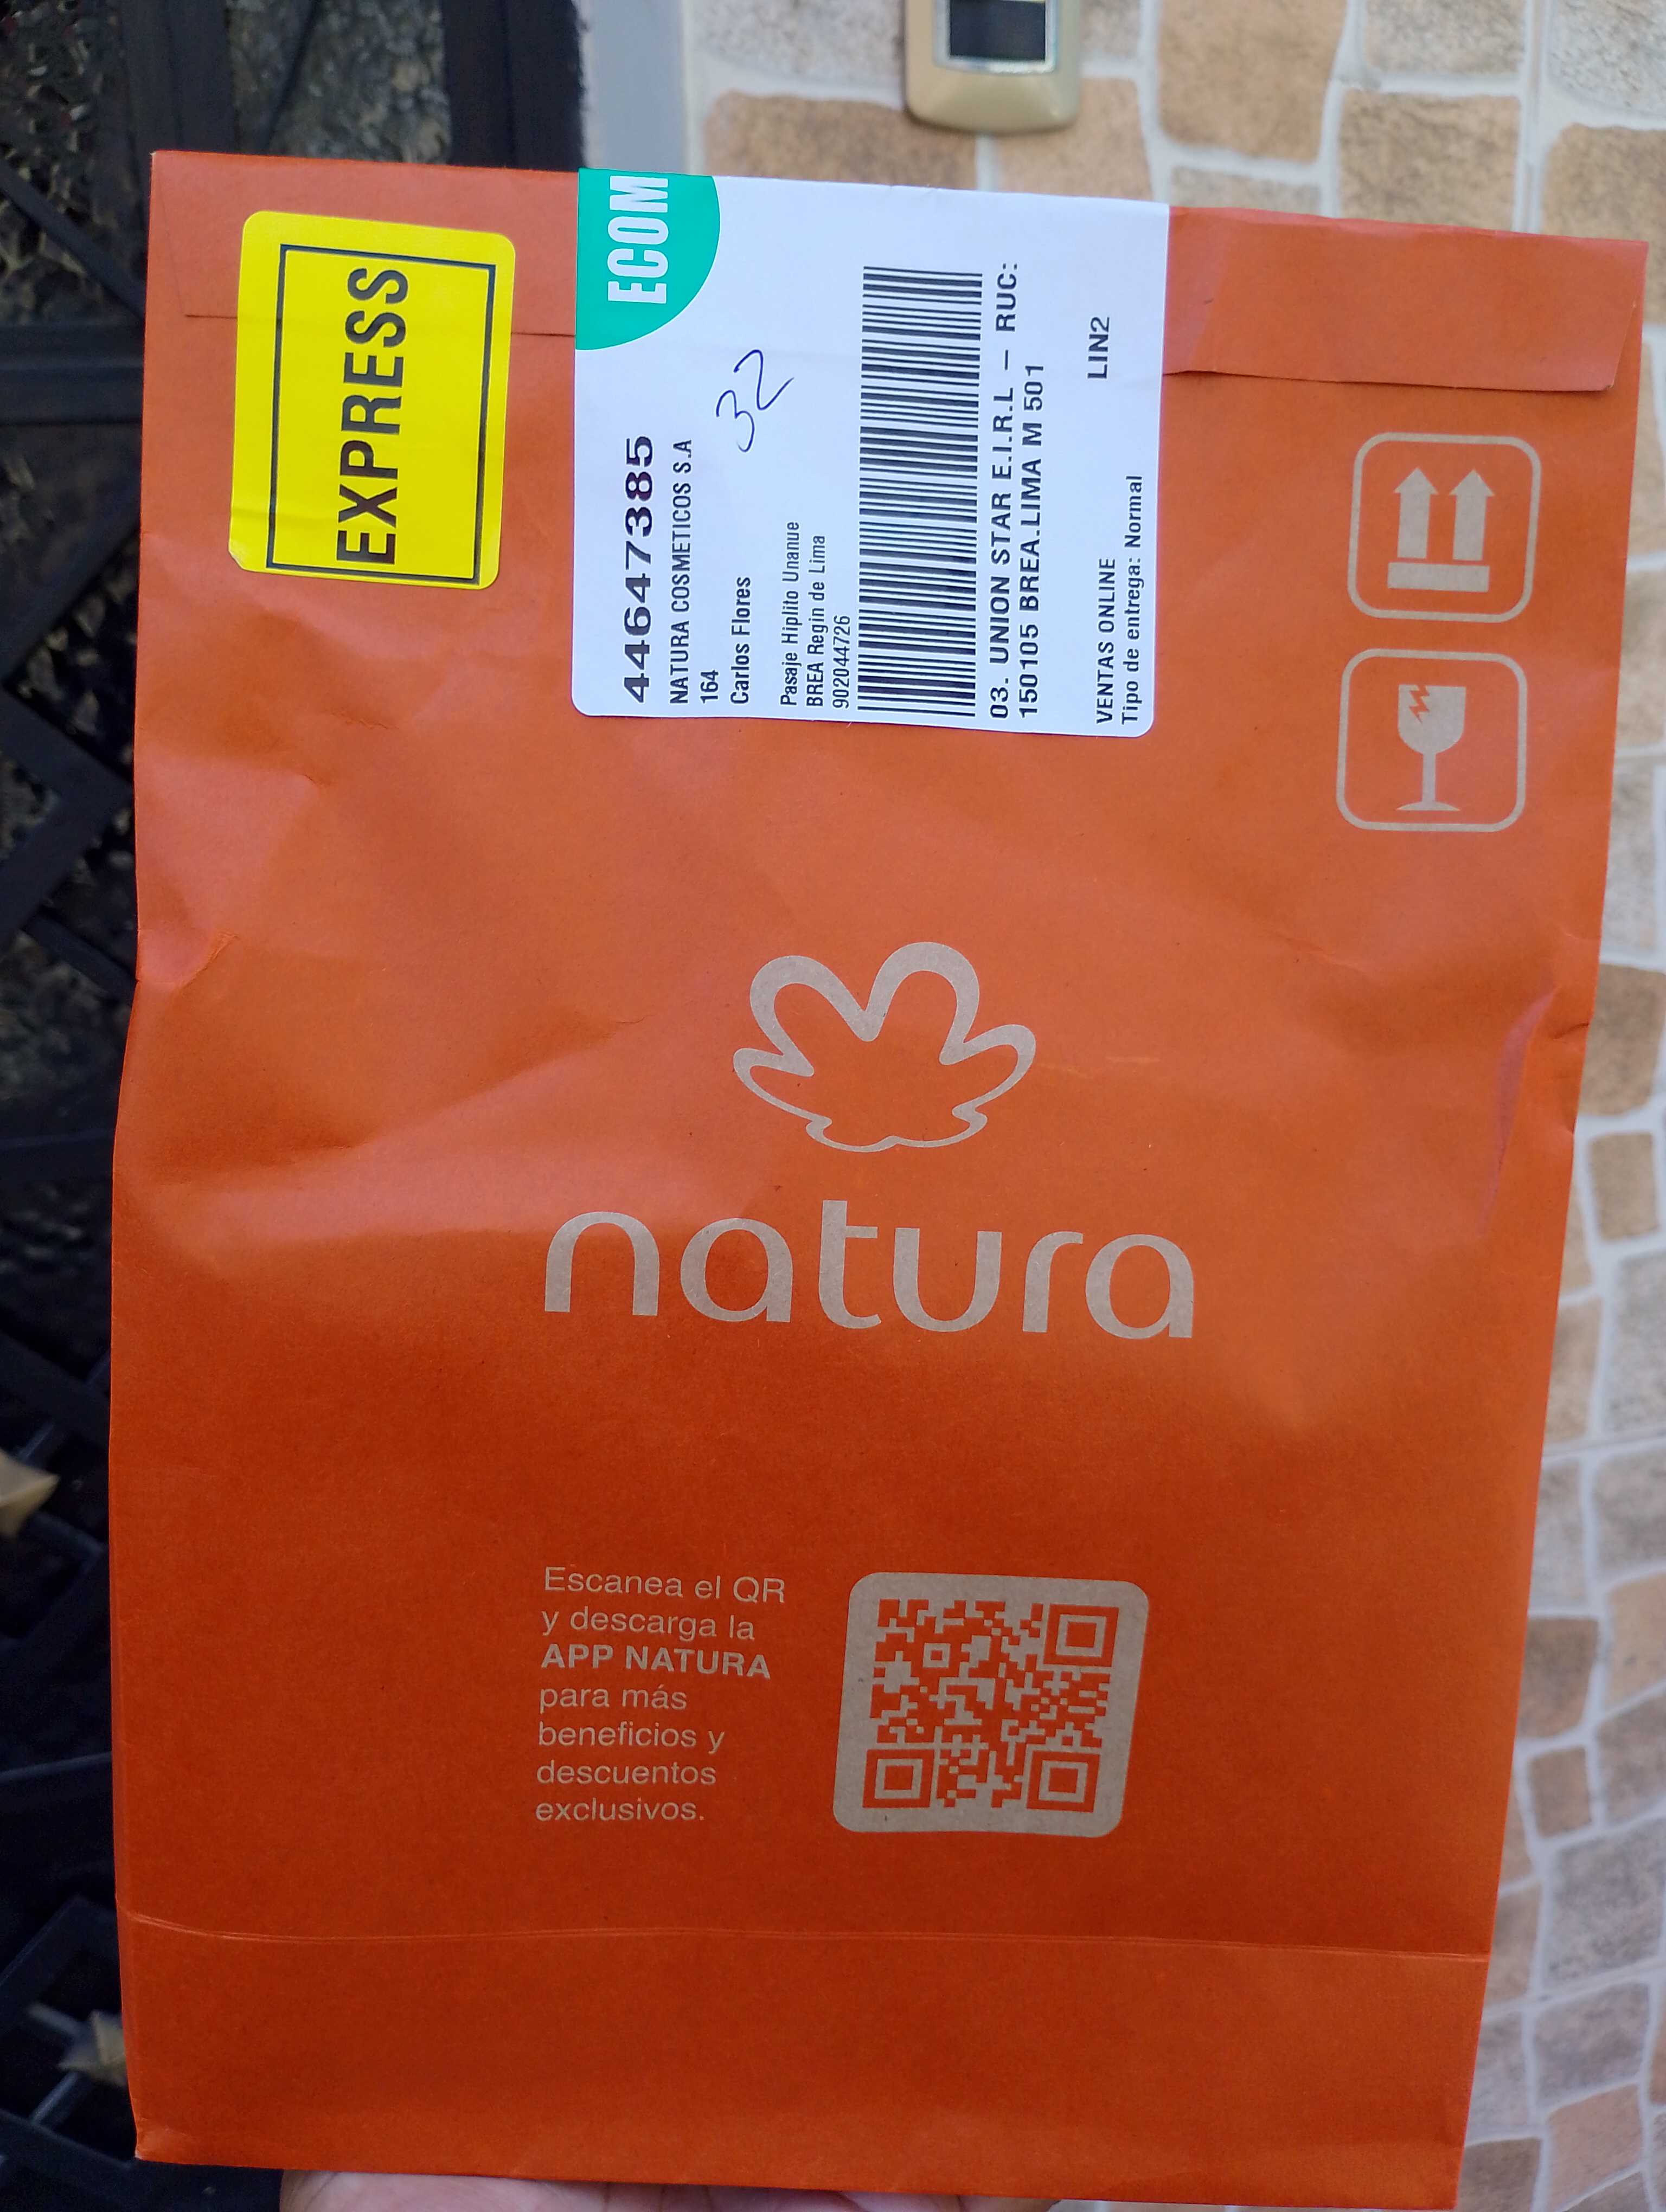 EXPRESS
ECOM
44647385
NATURA COSMETICOS S.A
164
Carlos Flores
32
Pasaje Hiplito Unanue
BREA Regin de Lima
902044726
03. UNION STAR E.I.R.L – RUC:
150105 BREA.LIMA M 501
LIN2
VENTAS ONLINE
Tipo de entrega: Normal
natura
Escanea el QR
y descarga la
APP NATURA
para más
beneficios y
descuentos
exclusivos.